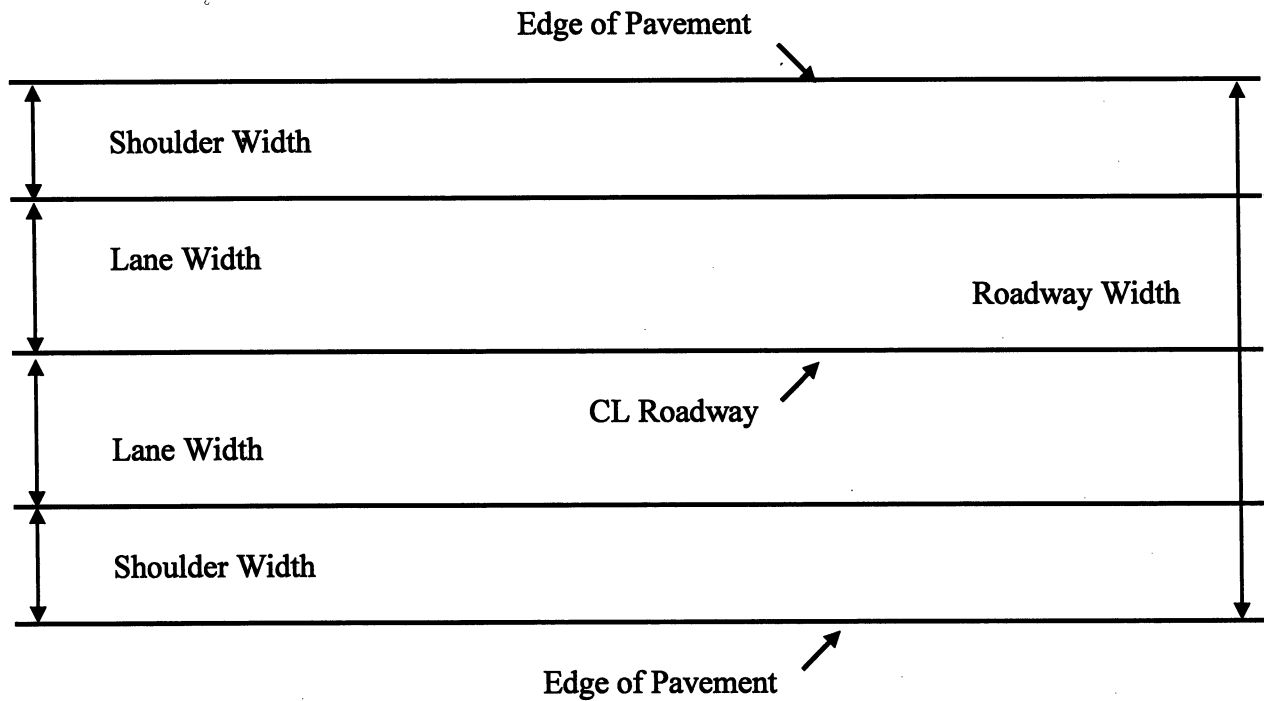 Edge of Pavement
Shoulder Width
Lane Width
Roadway Width
CL Roadway
Lane Width
Shoulder Width
Edge of Pavement